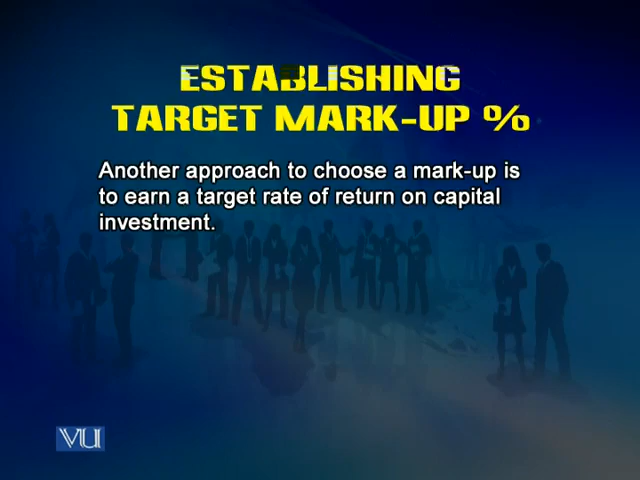 ESTABLISHING
TARGET MARK-UP %
Another approach to choose a mark-up is
to earn a target rate of return on capital
investment.
VU